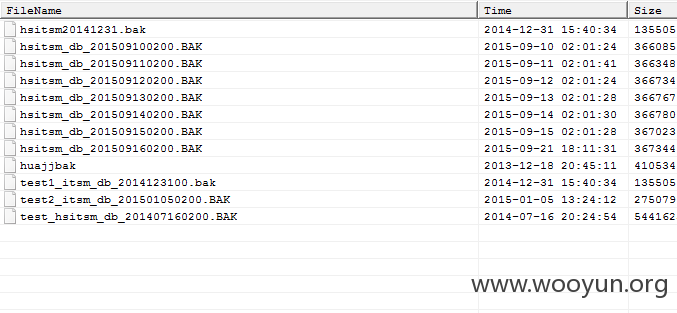 FileName Time Size
hsitsm20141231.bak 2014-12-31 15:40:34 135505
hsitsm_db_201509100200.BAK 2015-09-10 02:01:24 366085
hsitsm_db_201509110200.BAK 2015-09-11 02:01:41 366348
hsitsm_db_201509120200.BAK 2015-09-12 02:01:24 366734
hsitsm_db_201509130200.BAK 2015-09-13 02:01:28 366767
hsitsm_db_201509140200.BAK 2015-09-14 02:01:30 366780
hsitsm_db_201509150200.BAK 2015-09-15 02:01:28 367023
hsitsm_db_201509160200.BAK 2015-09-21 18:11:31 367344
huajjbak 2013-12-18 20:45:11 410534
test1_itsm_db_2014123100.bak 2014-12-31 15:40:34 135505
test2_itsm_db_201501050200.BAK 2015-01-05 13:24:12 275079
test_hsitsm_db_201407160200.BAK 2014-07-16 20:24:54 544162
www.wooyun.org